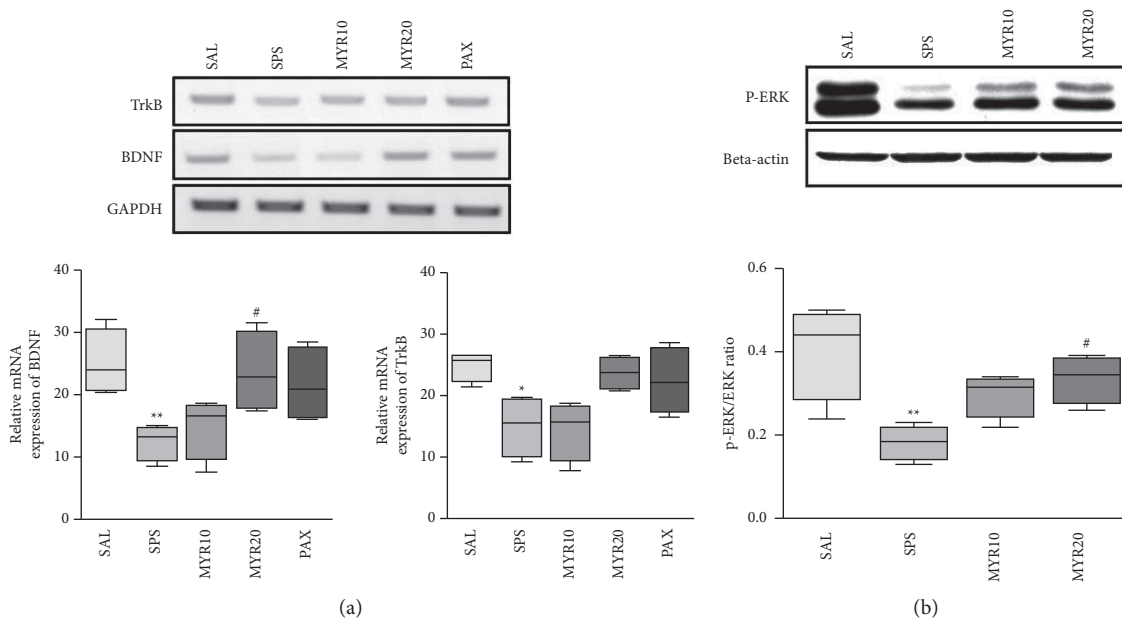 SAL
SPS
MYR10
MYR20
PAX
TrkB
BDNF
GAPDH
40
30
20
10
0
Relative mRNA
expression of BDNF
**
#
SAL
SPS
MYR10
MYR20
PAX
40
30
20
10
0
Relative mRNA
expression of TrkB
*
SAL
SPS
MYR10
MYR20
PAX
(a)
SAL
SPS
MYR10
MYR20
P-ERK
Beta-actin
0.6
0.4
0.2
0.0
p-ERK/ERK ratio
**
#
SAL
SPS
MYR10
MYR20
(b)